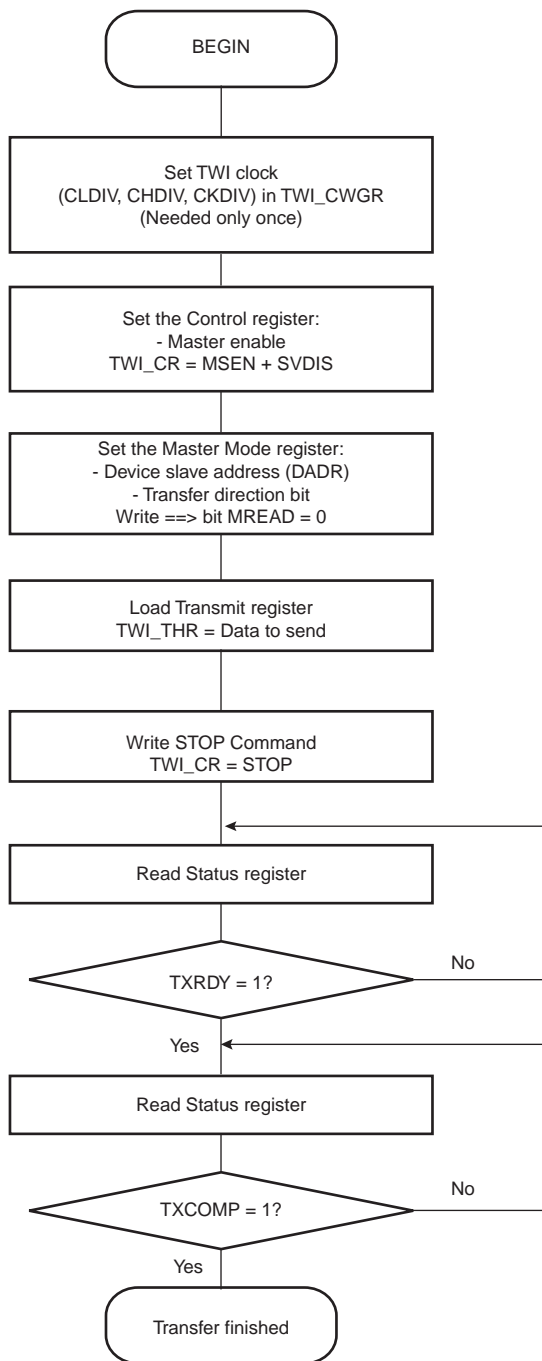 BEGIN
Set TWI clock
(CLDIV, CHDIV, CKDIV) in TWI_CWGR
(Needed only once)
Set the Control register:
- Master enable
TWI_CR = MSEN + SVDIS
Set the Master Mode register:
- Device slave address (DADR)
- Transfer direction bit
Write ==> bit MREAD = 0
Load Transmit register
TWI_THR = Data to send
Write STOP Command
TWI_CR = STOP
Read Status register
TXRDY = 1?
No
Yes
Read Status register
TXCOMP = 1?
No
Yes
Transfer finished